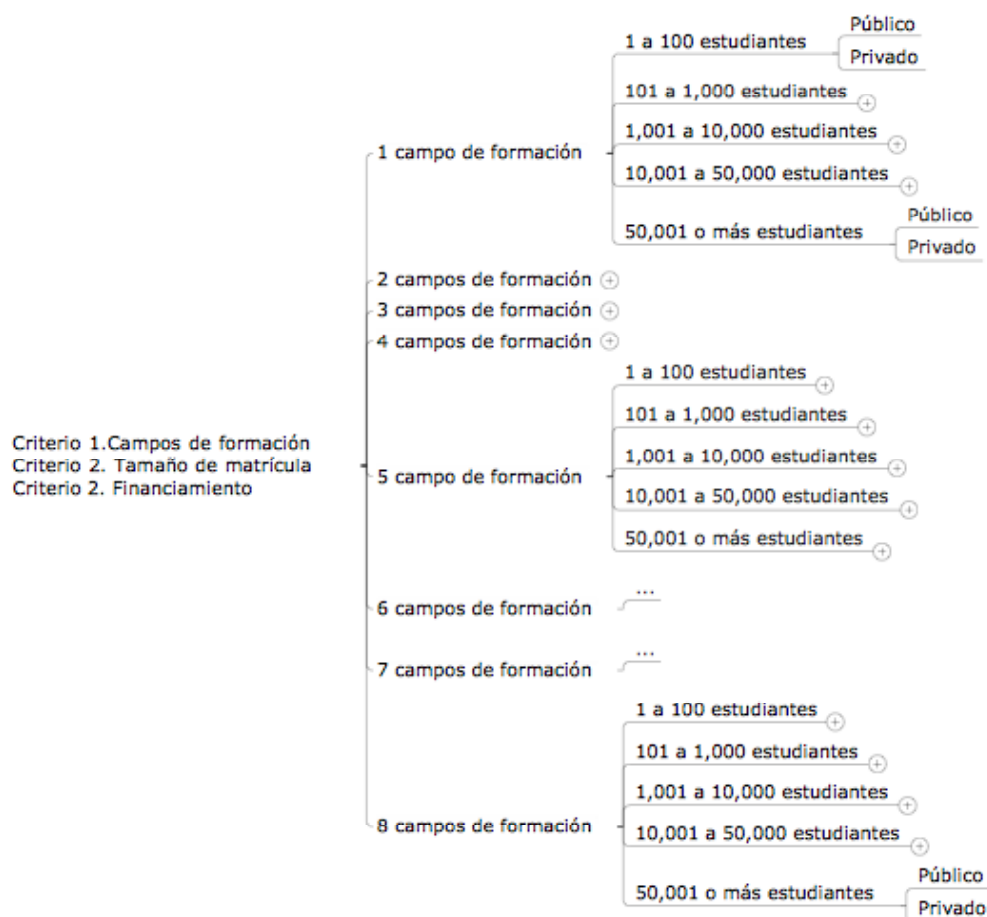 Criterio 1.Campos de formación
Criterio 2. Tamaño de matrícula
Criterio 2. Financiamiento
1 campo de formación
1 a 100 estudiantes
Público
Privado
101 a 1,000 estudiantes
1,001 a 10,000 estudiantes
10,001 a 50,000 estudiantes
50,001 o más estudiantes
Público
Privado
2 campos de formación
3 campos de formación
4 campos de formación
5 campo de formación
1 a 100 estudiantes
101 a 1,000 estudiantes
1,001 a 10,000 estudiantes
10,001 a 50,000 estudiantes
50,001 o más estudiantes
6 campos de formación
...
7 campos de formación
...
8 campos de formación
1 a 100 estudiantes
101 a 1,000 estudiantes
1,001 a 10,000 estudiantes
10,001 a 50,000 estudiantes
50,001 o más estudiantes
Público
Privado